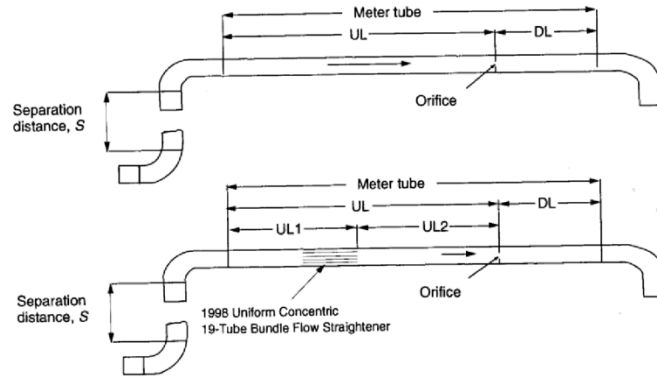 Meter tube
UL
DL
Orifice
Separation
distance, S
Meter tube
UL
DL
UL1
UL2
Orifice
Separation
distance, S
1998 Uniform Concentric
19-Tube Bundle Flow Straightener